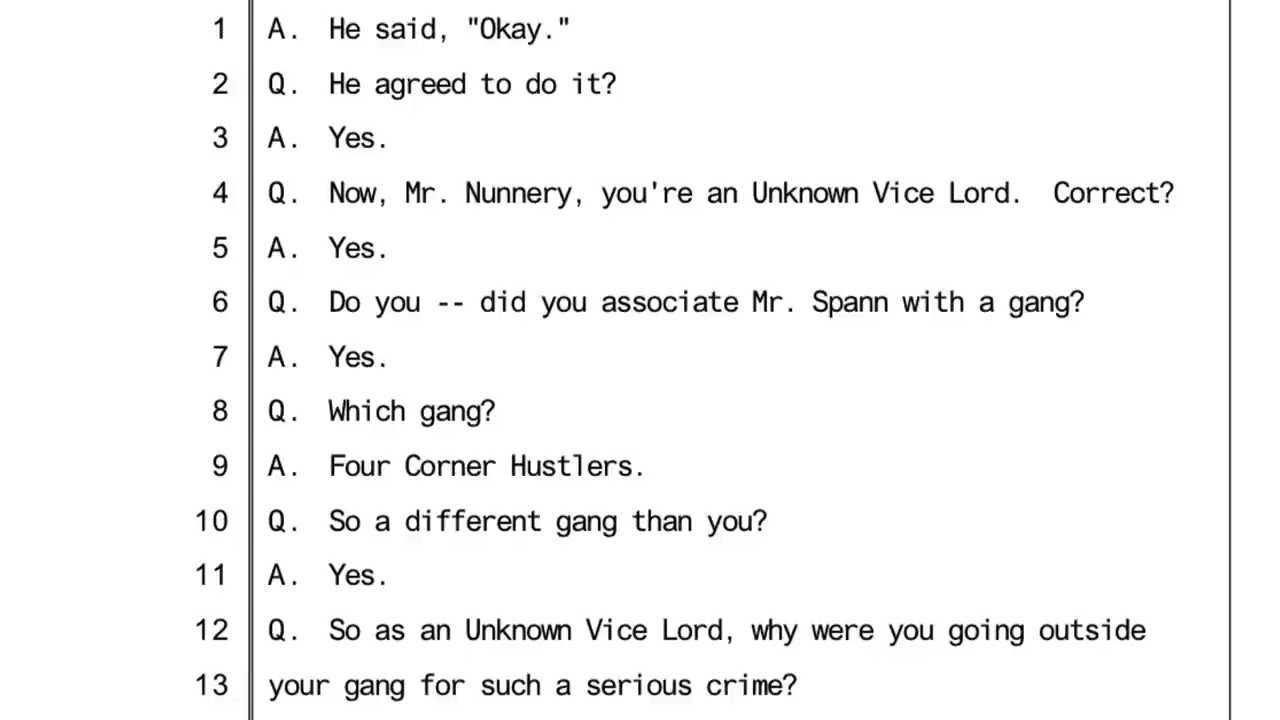 1 A. He said, "Okay."
2 Q. He agreed to do it?
3 A. Yes.
4 Q. Now, Mr. Nunnery, you're an Unknown Vice Lord. Correct?
5 A. Yes.
6 Q. Do you -- did you associate Mr. Spann with a gang?
7 A. Yes.
8 Q. Which gang?
9 A. Four Corner Hustlers.
10 Q. So a different gang than you?
11 A. Yes.
12 Q. So as an Unknown Vice Lord, why were you going outside
13 your gang for such a serious crime?